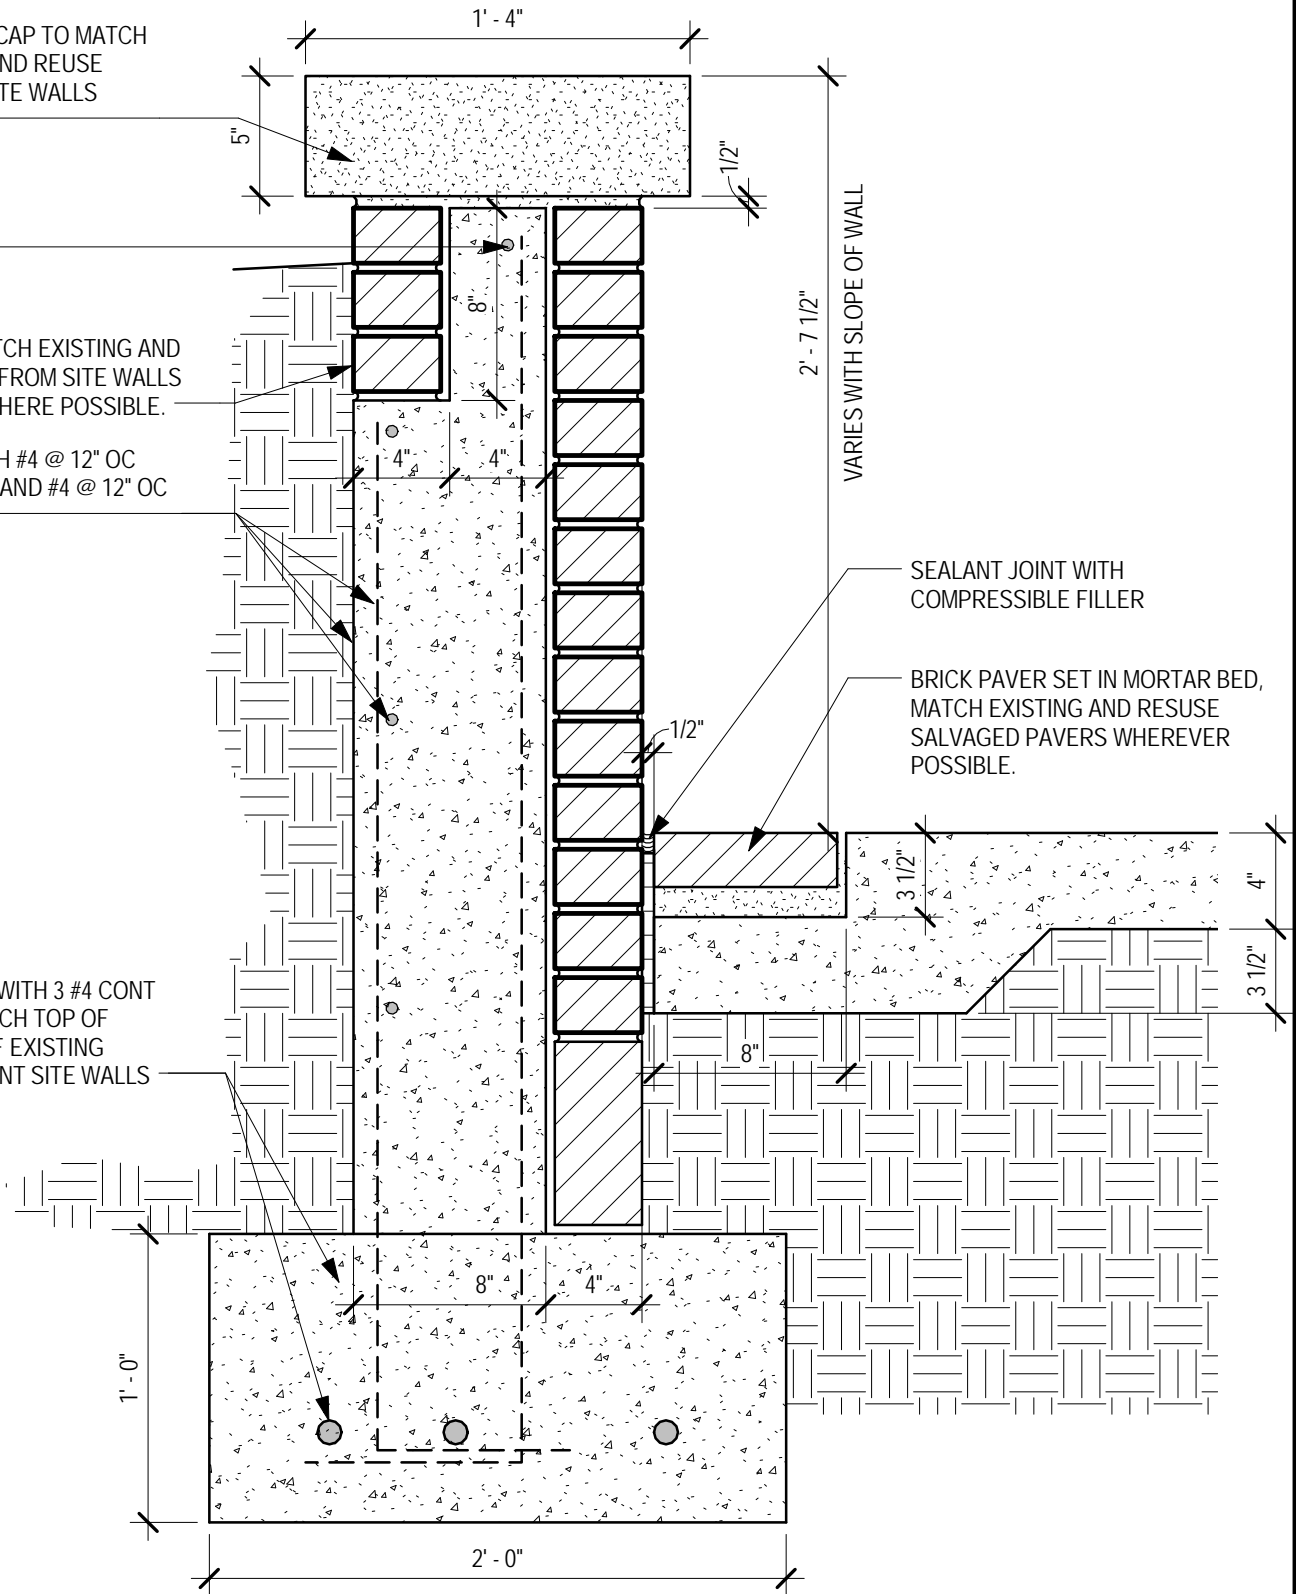 1' - 4"
CAP TO MATCH
ND REUSE
TE WALLS
5"
1/2"
VARIES WITH SLOPE OF WALL
2' - 7 1/2"
8"
TCH EXISTING AND
FROM SITE WALLS
HERE POSSIBLE.
H #4 @ 12" OC
AND #4 @ 12" OC
4"
4"
SEALANT JOINT WITH
COMPRESSIBLE FILLER
BRICK PAVER SET IN MORTAR BED,
MATCH EXISTING AND RESUSE
SALVAGED PAVERS WHEREVER
POSSIBLE.
1/2"
3 1/2"
4"
3 1/2"
WITH 3 #4 CONT
CH TOP OF
F EXISTING
NT SITE WALLS
8"
8"
4"
1' - 0"
2' - 0"